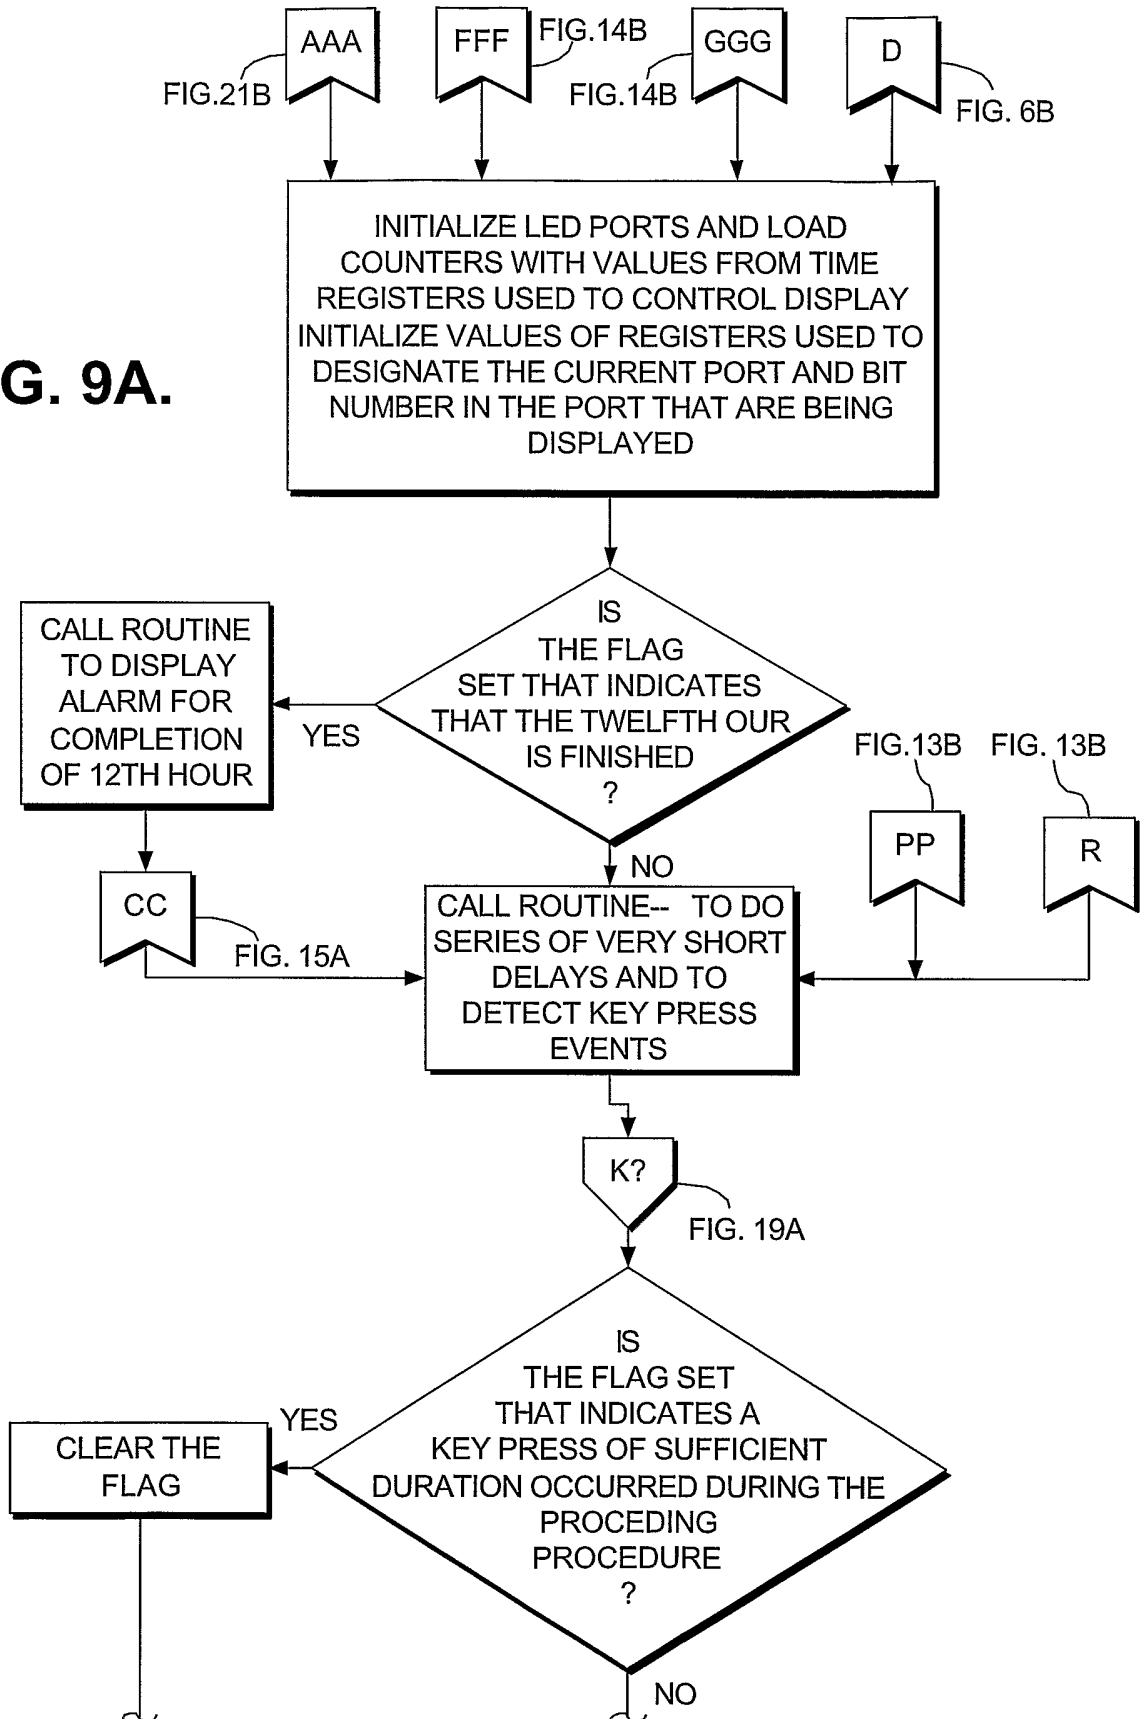 AAA
FFF
FIG.14B
GGG
D
FIG.21B
FIG.14B
FIG. 6B
INITIALIZE LED PORTS AND LOAD
COUNTERS WITH VALUES FROM TIME
REGISTERS USED TO CONTROL DISPLAY
INITIALIZE VALUES OF REGISTERS USED TO
DESIGNATE THE CURRENT PORT AND BIT
NUMBER IN THE PORT THAT ARE BEING
DISPLAYED
G. 9A.
IS
THE FLAG
SET THAT INDICATES
THAT THE TWELFTH OUR
IS FINISHED
?
YES
CALL ROUTINE
TO DISPLAY
ALARM FOR
COMPLETION
OF 12TH HOUR
CC
FIG. 15A
NO
FIG.13B
FIG. 13B
PP
R
CALL ROUTINE-- TO DO
SERIES OF VERY SHORT
DELAYS AND TO
DETECT KEY PRESS
EVENTS
K?
FIG. 19A
IS
THE FLAG SET
THAT INDICATES A
KEY PRESS OF SUFFICIENT
DURATION OCCURRED DURING THE
PROCEDING
PROCEDURE
?
YES
CLEAR THE
FLAG
NO